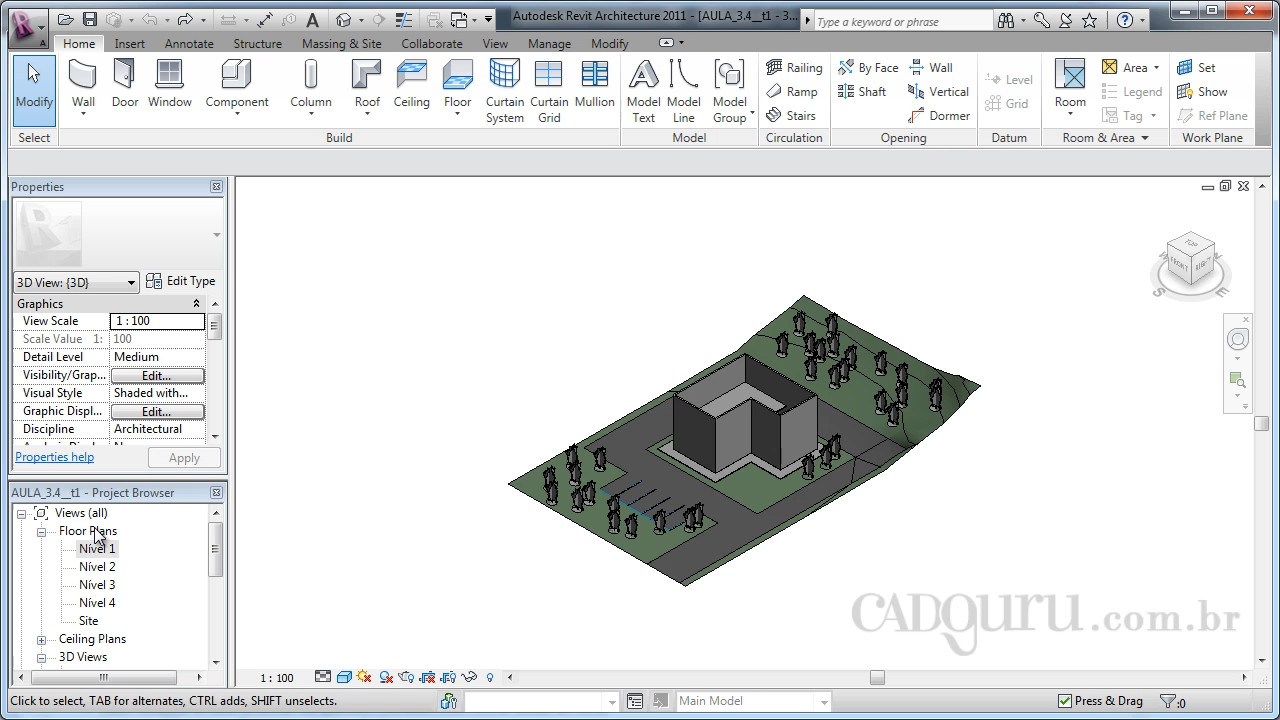 Autodesk Revit Architecture 2011 - [AULA_3.4__t1 - 3...
Type a keyword or phrase
Home Insert Annotate Structure Massing & Site Collaborate View Manage Modify
Modify Wall Door Window Component Column Roof Ceiling Floor Curtain System Curtain Grid Mullion Model Text Model Line Model Group Railing Ramp Stairs By Face Shaft Wall Vertical Dormer Level Grid Room Area Legend Tag Set Show Ref Plane
Select Build Model Circulation Opening Datum Room & Area Work Plane
Properties
3D View: {3D} Edit Type
Graphics
View Scale 1 : 100
Scale Value 1: 100
Detail Level Medium
Visibility/Grap... Edit...
Visual Style Shaded with...
Graphic Displ... Edit...
Discipline Architectural
Properties help Apply
AULA_3.4__t1 - Project Browser
Views (all)
Floor Plans
Nível 1
Nível 2
Nível 3
Nível 4
Site
Ceiling Plans
3D Views
TOP
FRONT
RIGHT
S E
CADGURU.com.br
1 : 100
Click to select, TAB for alternates, CTRL adds, SHIFT unselects.
Main Model
Press & Drag
:0